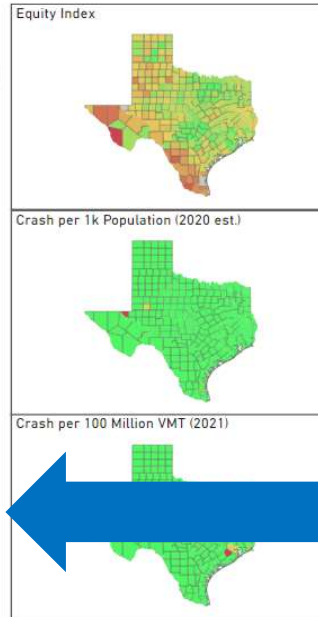 Equity Index
Crash per 1k Population (2020 est.)
Crash per 100 Million VMT (2021)